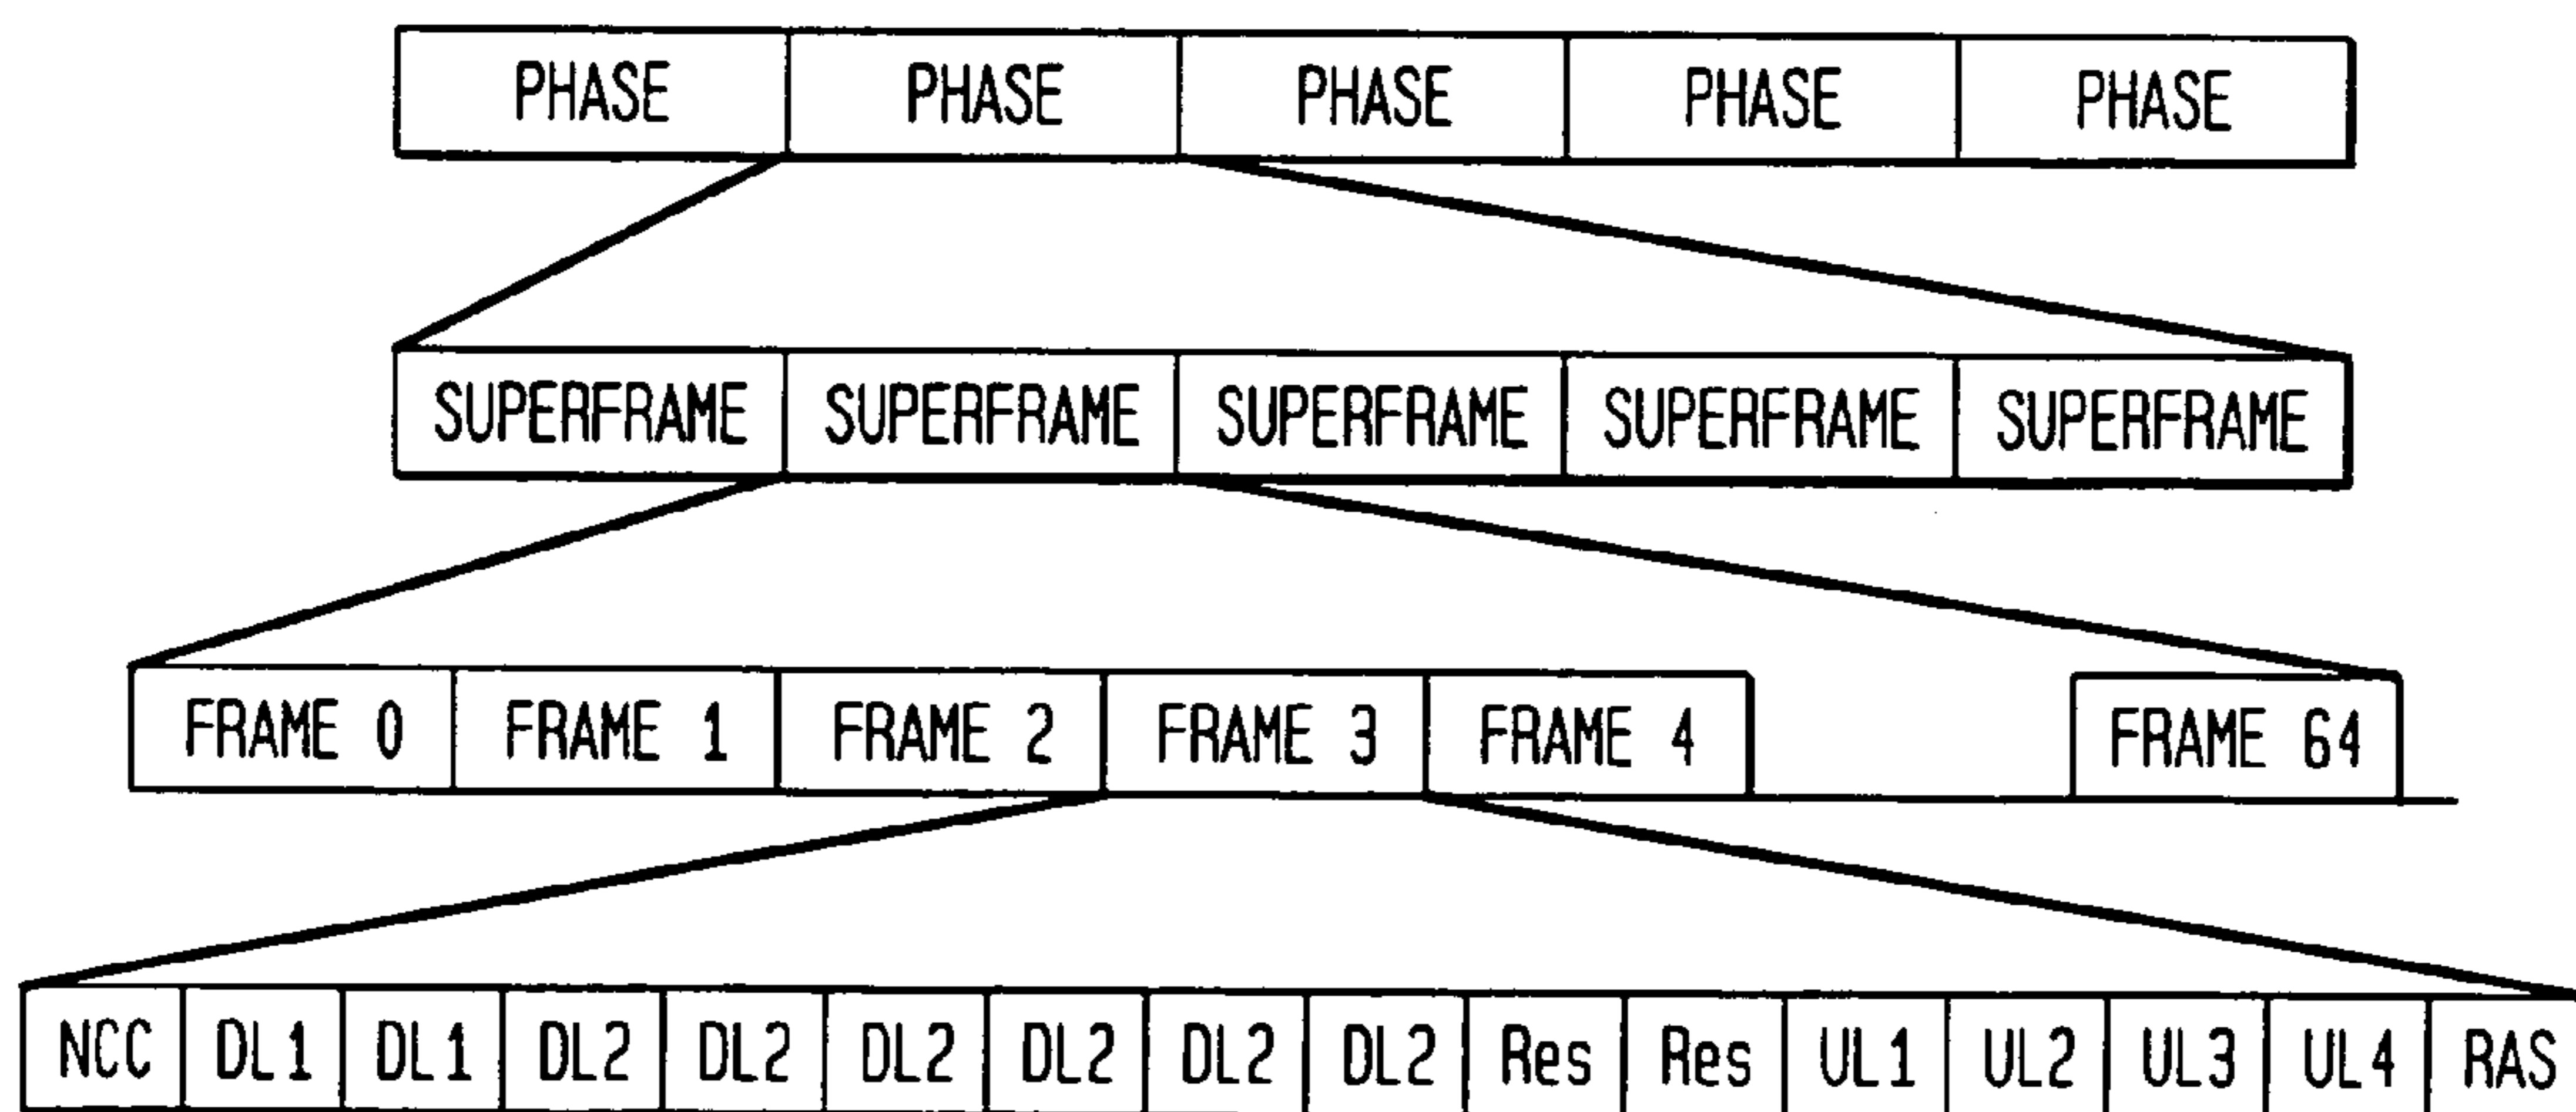 PHASE PHASE PHASE PHASE PHASE
SUPERFRAME SUPERFRAME SUPERFRAME SUPERFRAME SUPERFRAME
FRAME 0 FRAME 1 FRAME 2 FRAME 3 FRAME 4 FRAME 64
NCC DL1 DL1 DL2 DL2 DL2 DL2 DL2 DL2 Res Res UL1 UL2 UL3 UL4 RAS